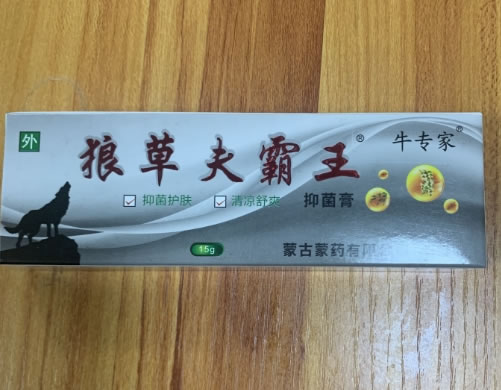 外
狼草夫霸王®
牛专家®
☑ 抑菌护肤 ☑ 清凉舒爽 抑菌膏
15g
蒙古蒙药有限